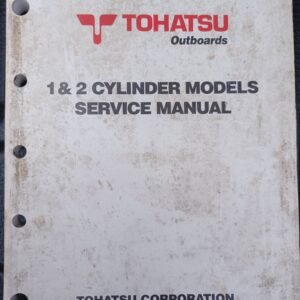 TOHATSU
Outboards
1 & 2 CYLINDER MODELS
SERVICE MANUAL
TOHATSU CORPORATION